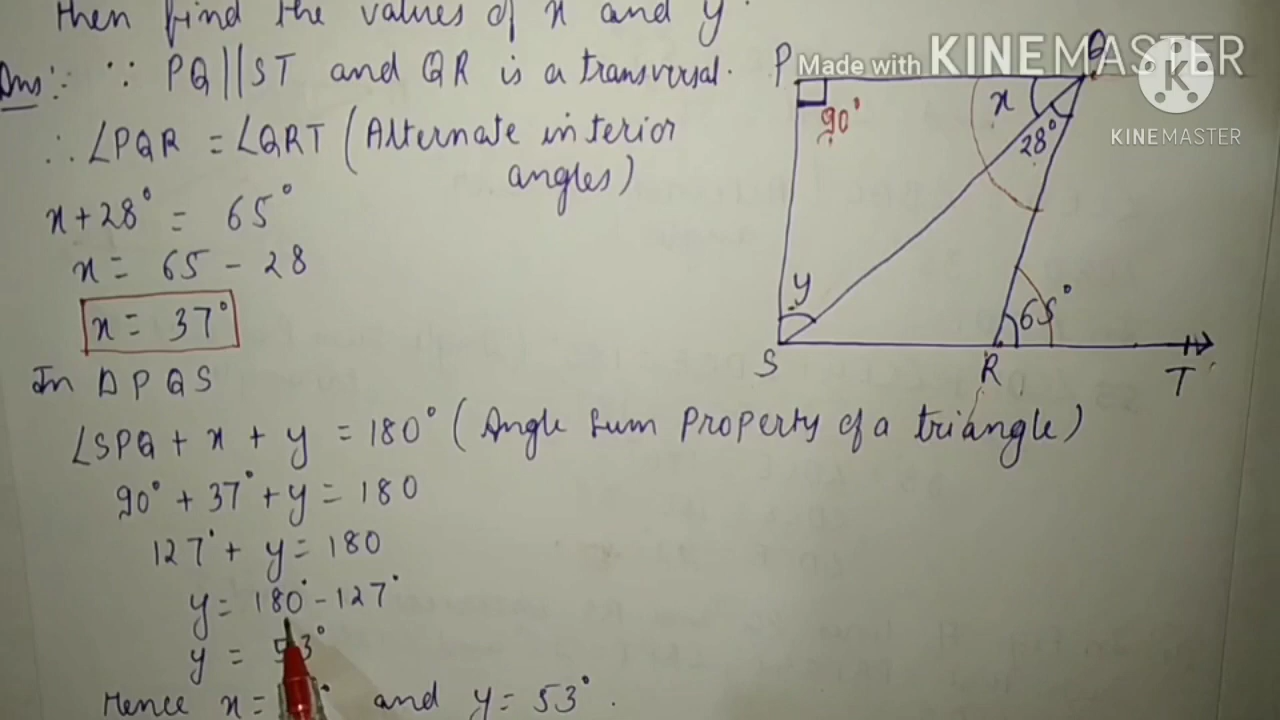 then find the values of x and y.
Ans:- ∵ PQ||ST and QR is a transversal.
∴ ∠PQR = ∠QRT (Alternate interior
angles)
x+28° = 65°
x = 65 - 28
x = 37°
In Δ PQS
∠SPQ + x + y = 180° (Angle sum property of a triangle)
90° + 37° + y = 180
127° + y = 180
y = 180° - 127°
y = 53°
Hence x = ° and y = 53°.
P
Q
90°
x
28°
y
65°
S
R
T
Made with KINEMASTER
K
KINEMASTER